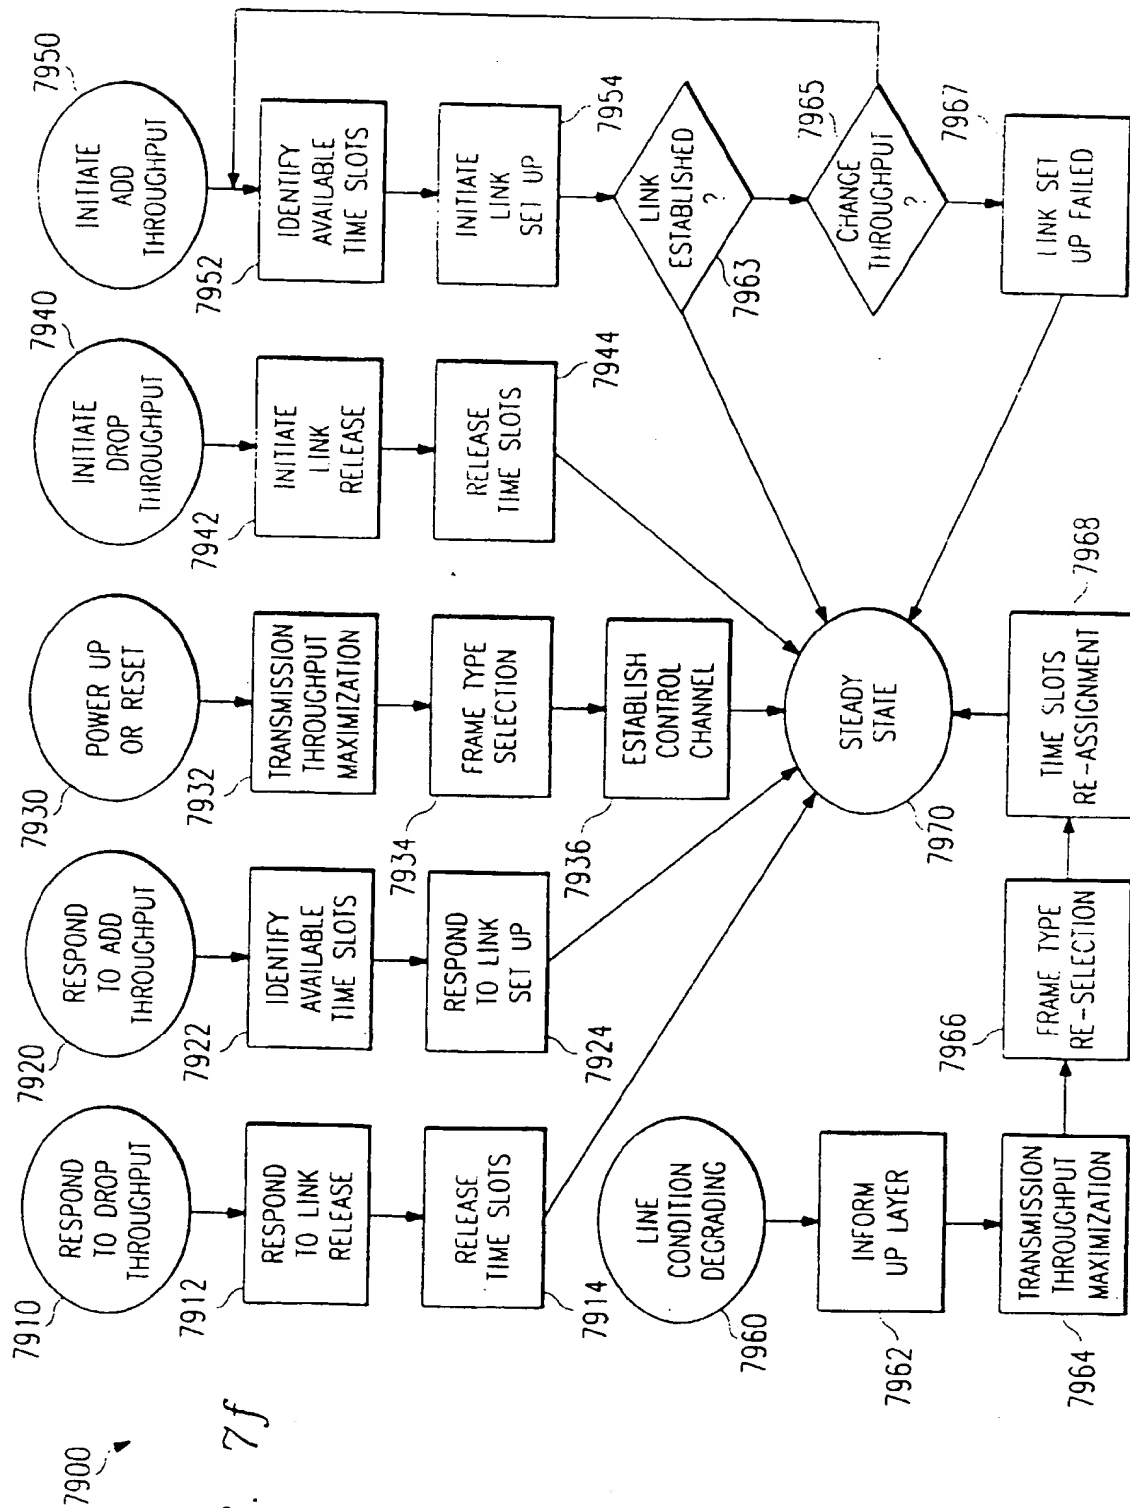 7900
7f
7910
RESPOND
TO DROP
THROUGHPUT
7912
RESPOND
TO LINK
RELEASE
RELEASE
TIME SLOTS
7914
7920
RESPOND
TO ADD
THROUGHPUT
7922
IDENTIFY
AVAILABLE
TIME SLOTS
RESPOND
TO LINK
SET UP
7924
7930
POWER UP
OR RESET
7932
TRANSMISSION
THROUGHPUT
MAXIMIZATION
7934
FRAME TYPE
SELECTION
7936
ESTABLISH
CONTROL
CHANNEL
7940
INITIATE
DROP
THROUGHPUT
7942
INITIATE
LINK
RELEASE
7944
RELEASE
TIME SLOTS
7950
INITIATE
ADD
THROUGHPUT
7952
IDENTIFY
AVAILABLE
TIME SLOTS
7954
INITIATE
LINK
SET UP
LINK
ESTABLISHED
?
7963
7965
CHANGE
THROUGHPUT
?
7967
LINK SET
UP FAILED
LINE
CONDITION
DEGRADING
7960
INFORM
UP LAYER
7962
TRANSMISSION
THROUGHPUT
MAXIMIZATION
7964
7966
FRAME TYPE
RE-SELECTION
7968
TIME SLOTS
RE-ASSIGNMENT
STEADY
STATE
7970